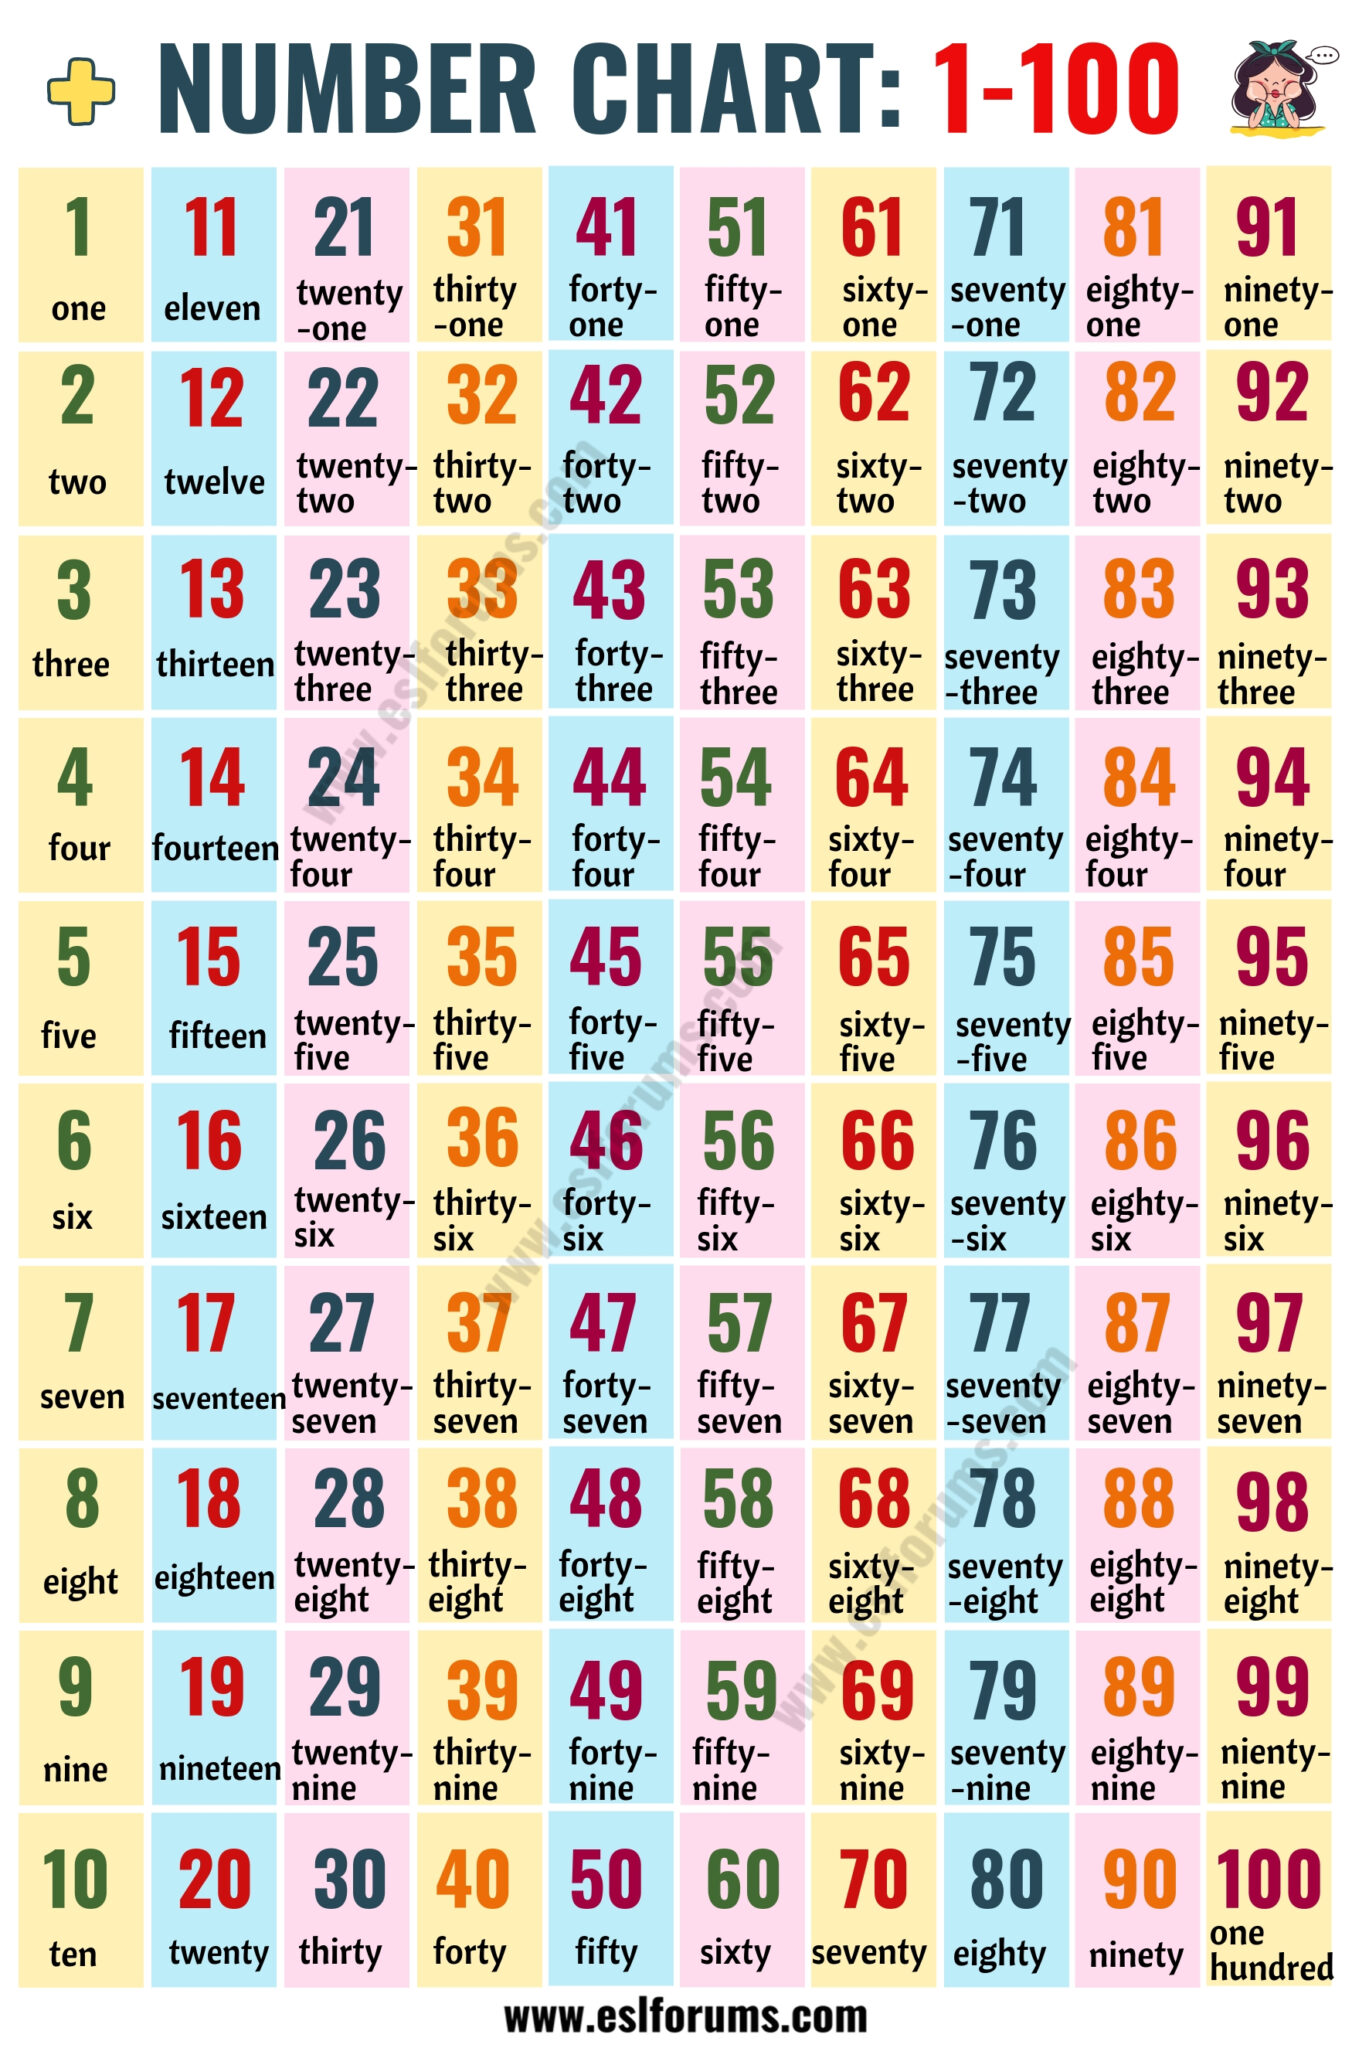 NUMBER CHART: 1-100
1 11 21 31 41 51 61 71 81 91
one eleven twenty thirty forty- fifty- sixty- seventy eighty- ninety-
-one -one one one one -one one one
2 12 22 32 42 52 62 72 82 92
two twelve twenty- thirty- forty- fifty- sixty- seventy eighty- ninety-
two two two two two -two two two
3 13 23 33 43 53 63 73 83 93
three thirteen twenty- thirty- forty- fifty- sixty- seventy eighty- ninety-
three three three three three -three three three
4 14 24 34 44 54 64 74 84 94
four fourteen twenty- thirty- forty- fifty- sixty- seventy eighty- ninety-
four four four four four -four four four
5 15 25 35 45 55 65 75 85 95
five fifteen twenty- thirty- forty- fifty- sixty- seventy eighty- ninety-
five five five five five -five five five
6 16 26 36 46 56 66 76 86 96
six sixteen twenty- thirty- forty- fifty- sixty- seventy eighty- ninety-
six six six six six -six six six
7 17 27 37 47 57 67 77 87 97
seven seventeen twenty- thirty- forty- fifty- sixty- seventy eighty- ninety-
seven seven seven seven seven -seven seven seven
8 18 28 38 48 58 68 78 88 98
eight eighteen twenty- thirty- forty- fifty- sixty- seventy eighty- ninety-
eight eight eight eight eight -eight eight eight
9 19 29 39 49 59 69 79 89 99
nine nineteen twenty- thirty- forty- fifty- sixty- seventy eighty- nienty-
nine nine nine nine nine -nine nine nine
10 20 30 40 50 60 70 80 90 100
ten twenty thirty forty fifty sixty seventy eighty ninety one
hundred
www.eslforums.com
www.eslforums.com
www.eslforums.com
www.eslforums.com